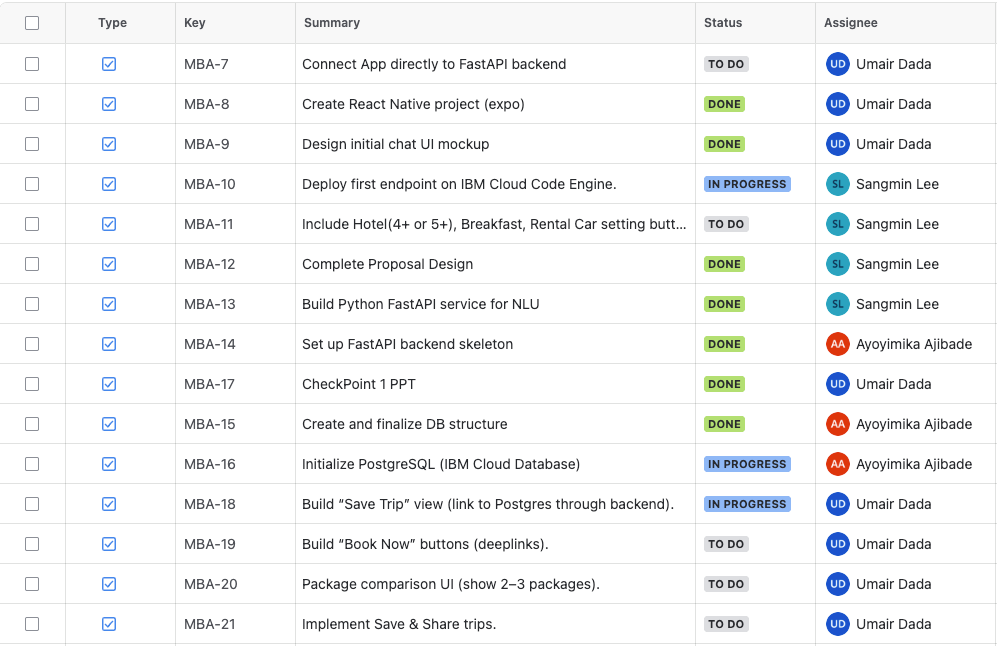 Type Key Summary Status Assignee
MBA-7 Connect App directly to FastAPI backend TO DO UD Umair Dada
MBA-8 Create React Native project (expo) DONE UD Umair Dada
MBA-9 Design initial chat UI mockup DONE UD Umair Dada
MBA-10 Deploy first endpoint on IBM Cloud Code Engine. IN PROGRESS SL Sangmin Lee
MBA-11 Include Hotel(4+ or 5+), Breakfast, Rental Car setting butt... TO DO SL Sangmin Lee
MBA-12 Complete Proposal Design DONE SL Sangmin Lee
MBA-13 Build Python FastAPI service for NLU DONE SL Sangmin Lee
MBA-14 Set up FastAPI backend skeleton DONE AA Ayoyimika Ajibade
MBA-17 CheckPoint 1 PPT DONE UD Umair Dada
MBA-15 Create and finalize DB structure DONE AA Ayoyimika Ajibade
MBA-16 Initialize PostgreSQL (IBM Cloud Database) IN PROGRESS AA Ayoyimika Ajibade
MBA-18 Build “Save Trip” view (link to Postgres through backend). IN PROGRESS UD Umair Dada
MBA-19 Build “Book Now” buttons (deeplinks). TO DO UD Umair Dada
MBA-20 Package comparison UI (show 2–3 packages). TO DO UD Umair Dada
MBA-21 Implement Save & Share trips. TO DO UD Umair Dada